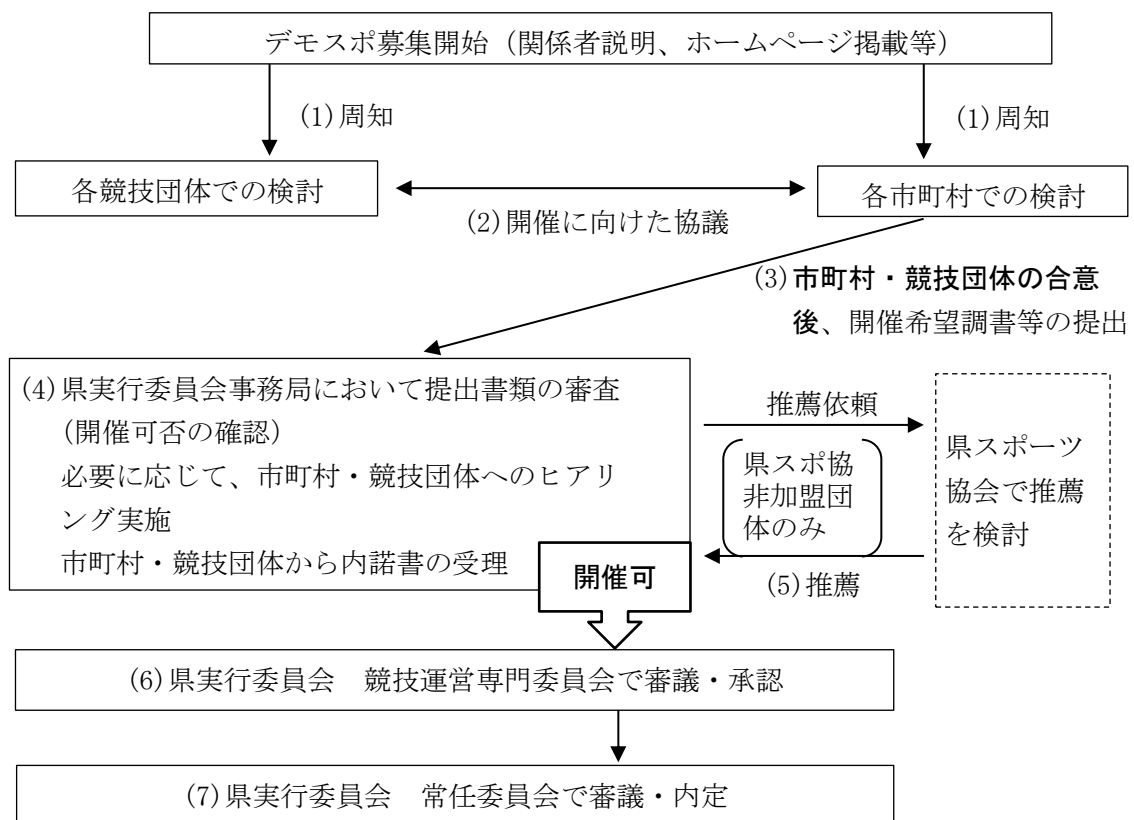 デモスポ募集開始（関係者説明、ホームページ掲載等）
(1)周知
(1)周知
各競技団体での検討
各市町村での検討
(2)開催に向けた協議
(3)市町村・競技団体の合意
後、開催希望調書等の提出
(4)県実行委員会事務局において提出書類の審査
（開催可否の確認）
必要に応じて、市町村・競技団体へのヒアリ
ング実施
市町村・競技団体から内諾書の受理
開催可
推薦依頼
県スポ協
非加盟団
体のみ
(5)推薦
県スポーツ
協会で推薦
を検討
(6)県実行委員会　競技運営専門委員会で審議・承認
(7)県実行委員会　常任委員会で審議・内定